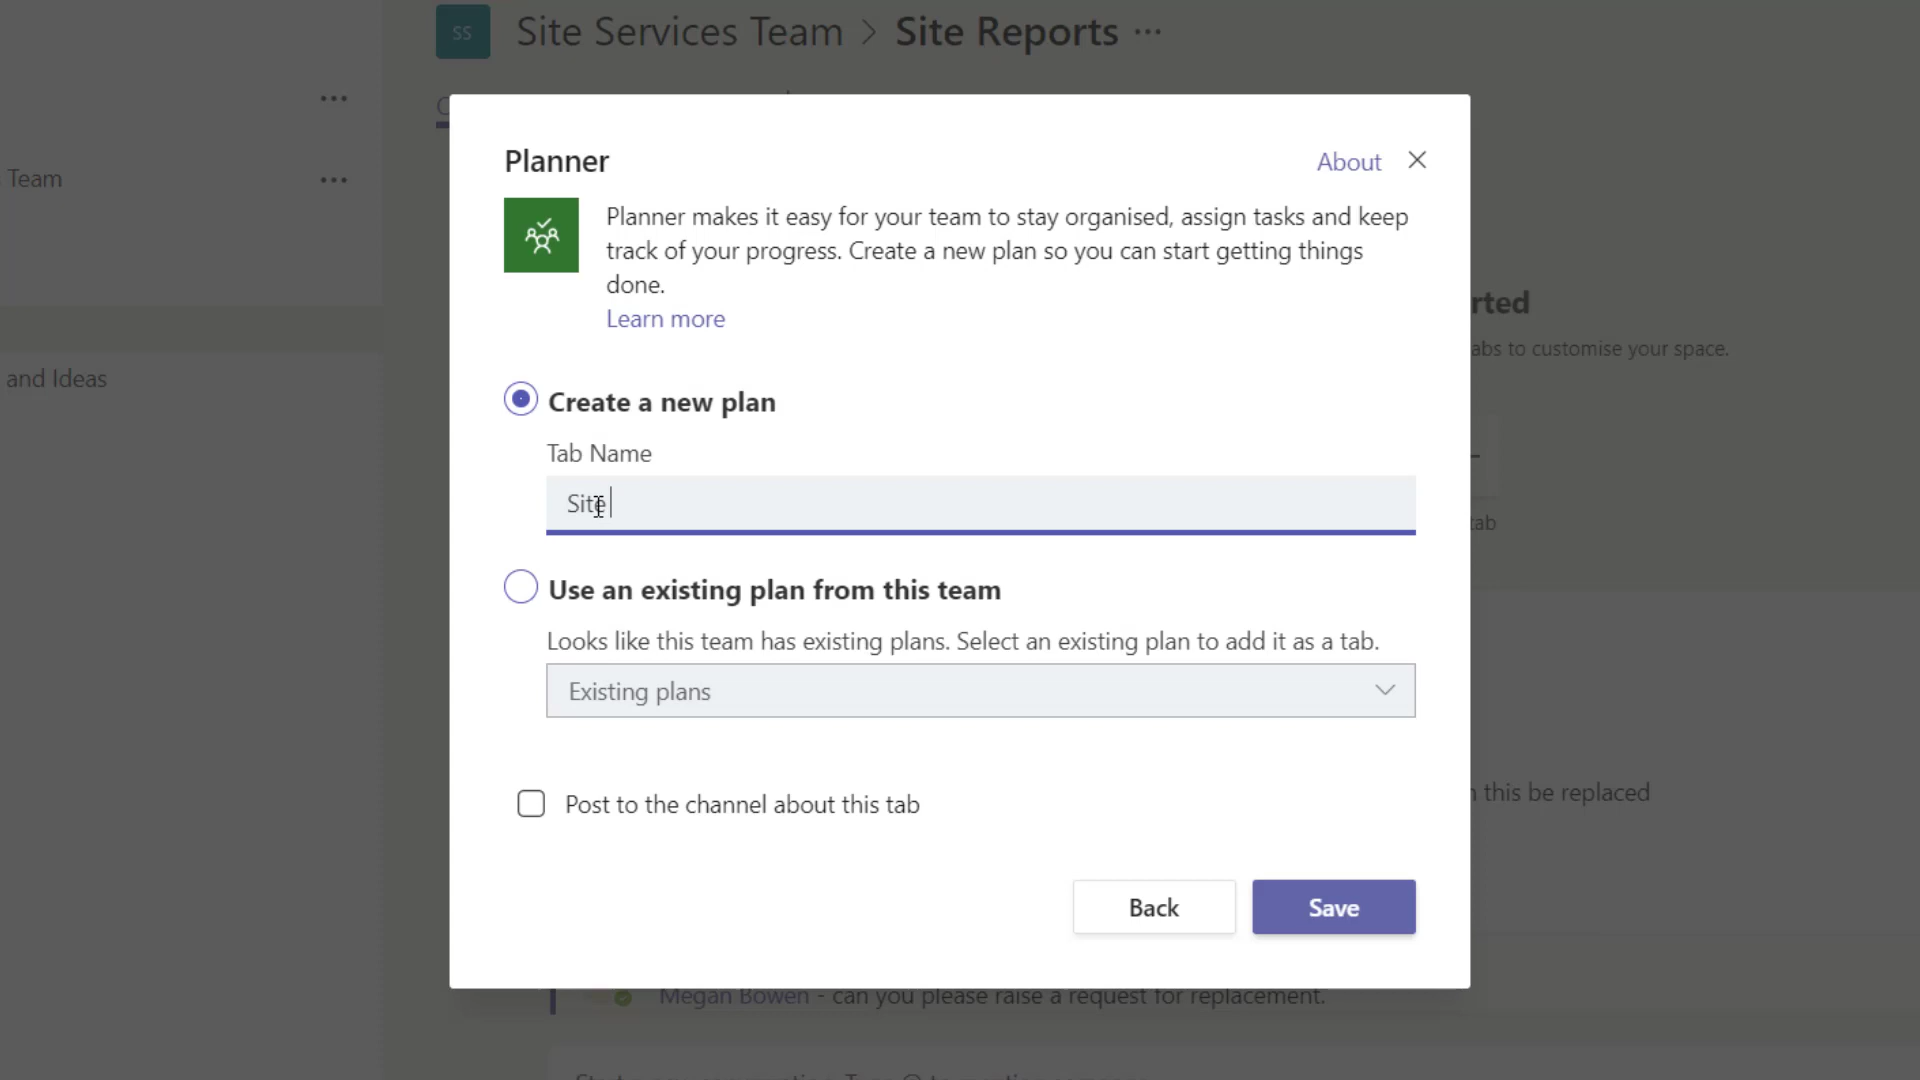 SS Site Services Team > Site Reports ...
Planner
About
Team
Planner makes it easy for your team to stay organised, assign tasks and keep
track of your progress. Create a new plan so you can start getting things
done.
Learn more
rted
abs to customise your space.
and Ideas
Create a new plan
Tab Name
Site
tab
Use an existing plan from this team
Looks like this team has existing plans. Select an existing plan to add it as a tab.
Existing plans
this be replaced
Post to the channel about this tab
Back
Save
Megan Bowen - can you please raise a request for replacement.